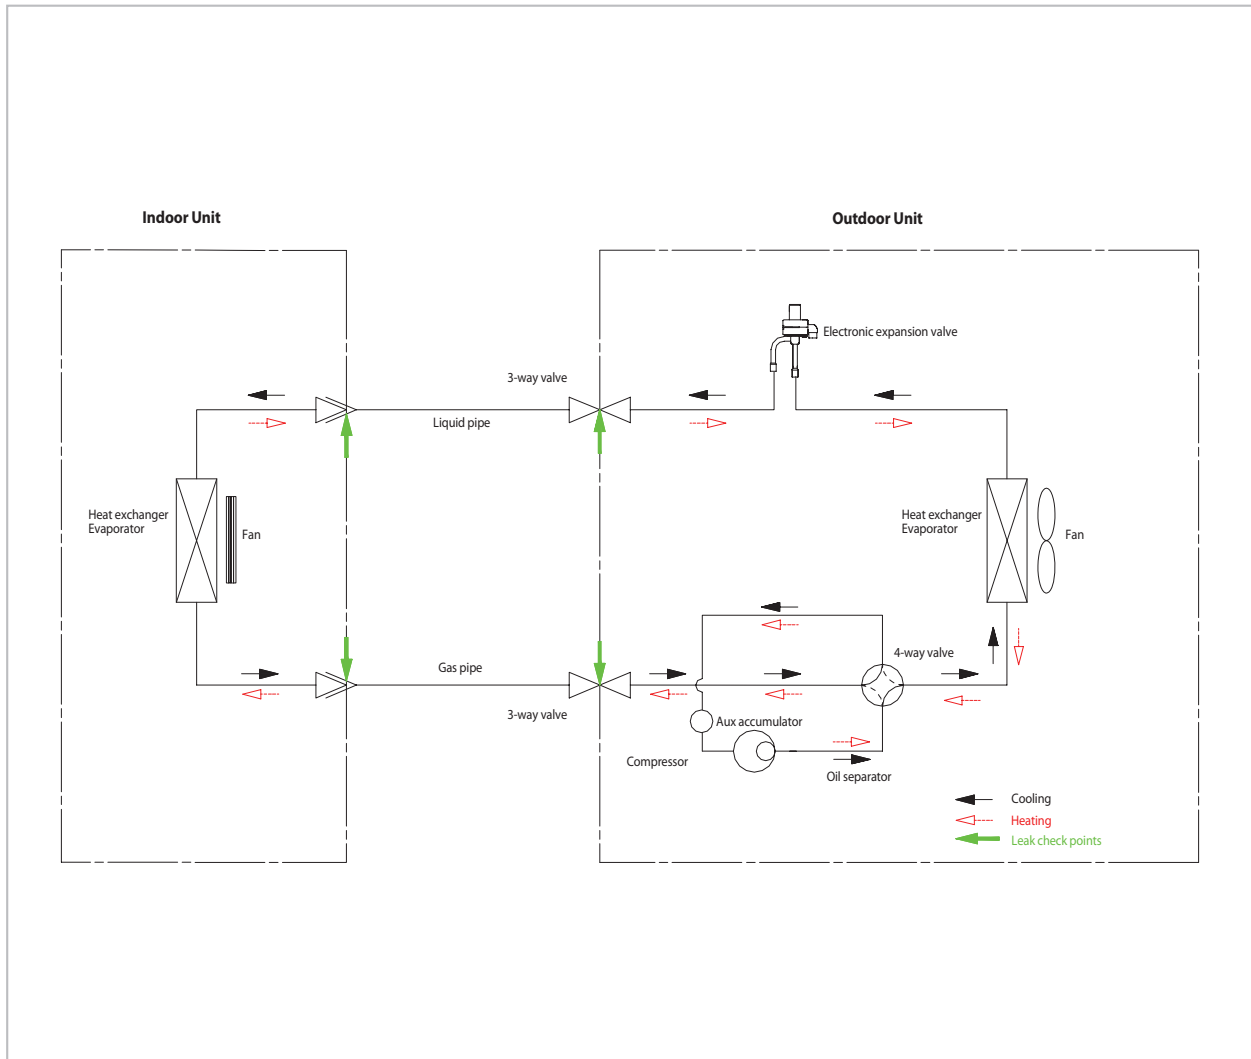 Indoor Unit
Outdoor Unit
Electronic expansion valve
3-way valve
Liquid pipe
Heat exchanger
Evaporator
Fan
Heat exchanger
Evaporator
Fan
4-way valve
Gas pipe
3-way valve
Aux accumulator
Compressor
Oil separator
Cooling
Heating
Leak check points